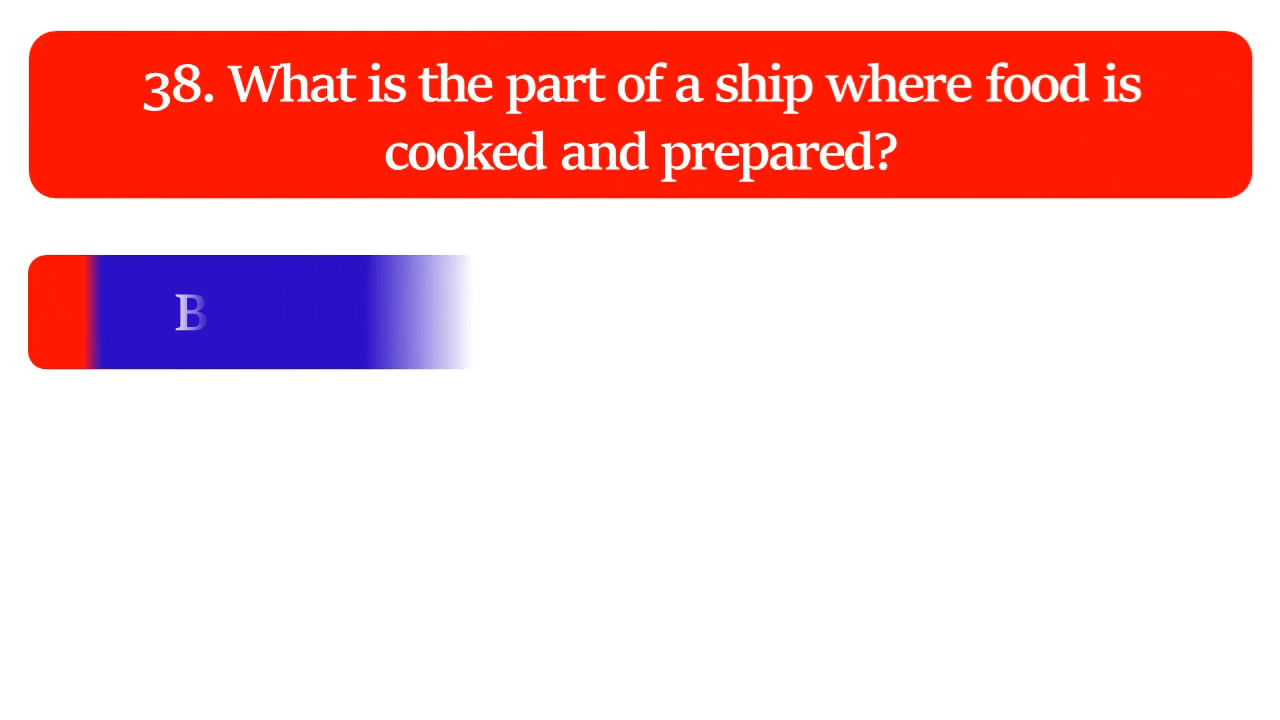 38. What is the part of a ship where food is
cooked and prepared?
B